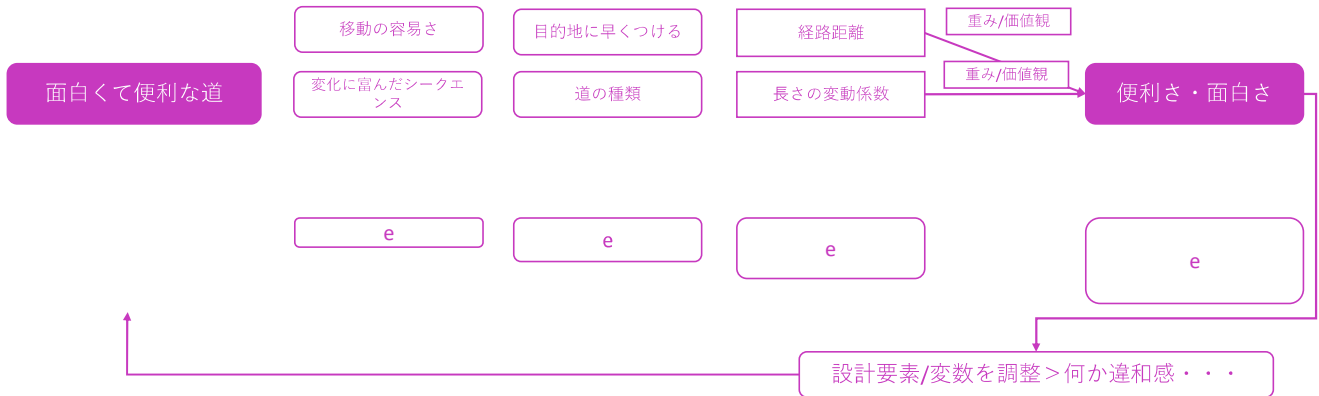 移動の容易さ
目的地に早くつける
経路距離
重み/価値観
面白くて便利な道
変化に富んだシークエ
ンス
道の種類
長さの変動係数
重み/価値観
便利さ・面白さ
e
e
e
e
設計要素/変数を調整＞何か違和感・・・